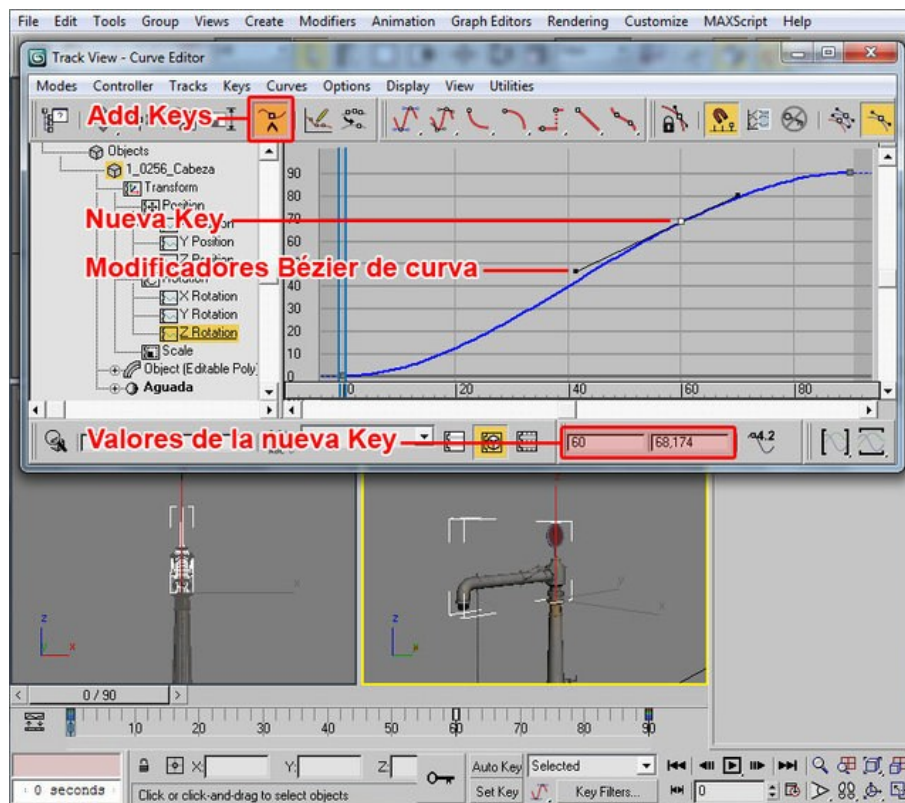 File Edit Tools Group Views Create Modifiers Animation Graph Editors Rendering Customize MAXScript Help
Track View - Curve Editor
Modes Controller Tracks Keys Curves Options Display View Utilities
Add Keys
Objects
1_0256_Cabeza
Transform
Position
Nueva Key
Y Position
Modificadores Bézier de curva
X Rotation
Y Rotation
Z Rotation
Scale
Object (Editable Poly)
Aguada
90
80
70
60
50
40
30
20
10
0
0 20 40 60 80
Valores de la nueva Key
60 68,174
4.2
x
z
x
y
x
z
0 / 90
10 20 30 40 50 60 70 80 90
X: Y: Z: Auto Key Selected
0 seconds Click or click-and-drag to select objects Set Key Key Filters... 0